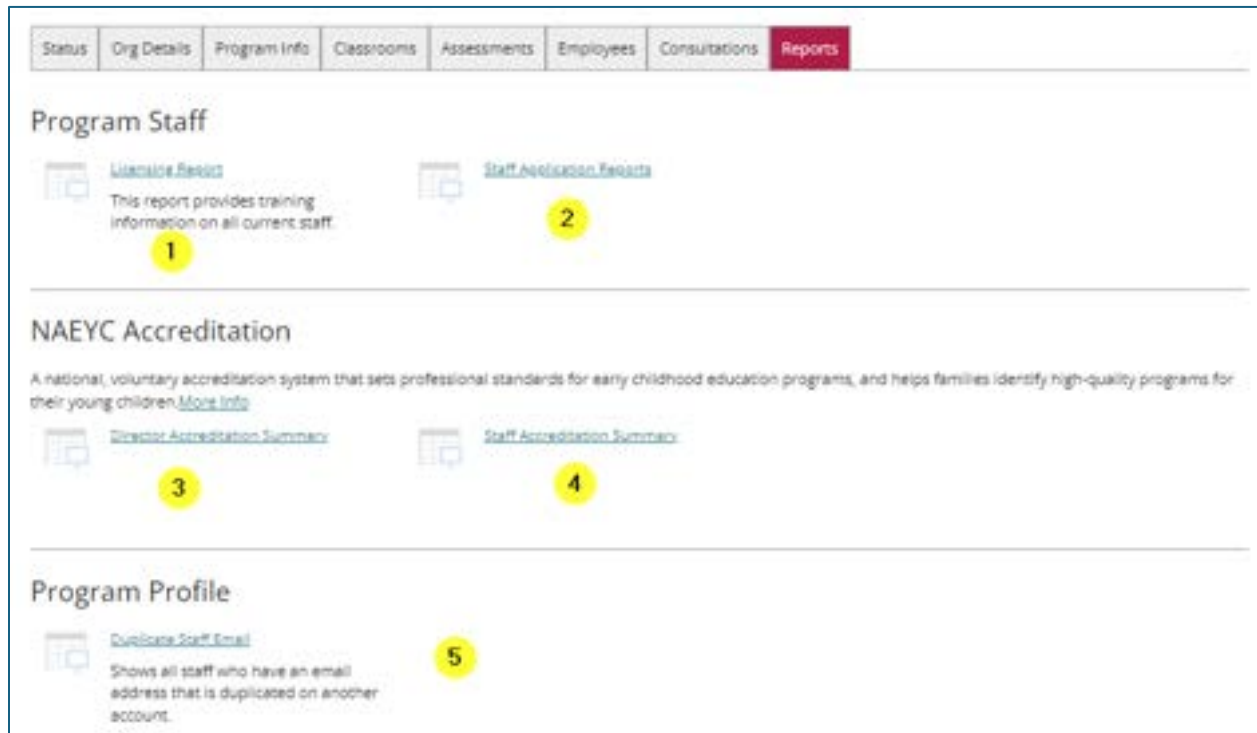 Status Org Details Program Info Classrooms Assessments Employees Consultations Reports
Program Staff
Licensing Report Staff Application Reports
This report provides training
information on all current staff.
1 2
NAEYC Accreditation
A national, voluntary accreditation system that sets professional standards for early childhood education programs, and helps families identify high-quality programs for
their young children.More Info
Director Accreditation Summary Staff Accreditation Summary
3 4
Program Profile
Duplicate Staff Email
5
Shows all staff who have an email
address that is duplicated on another
account.